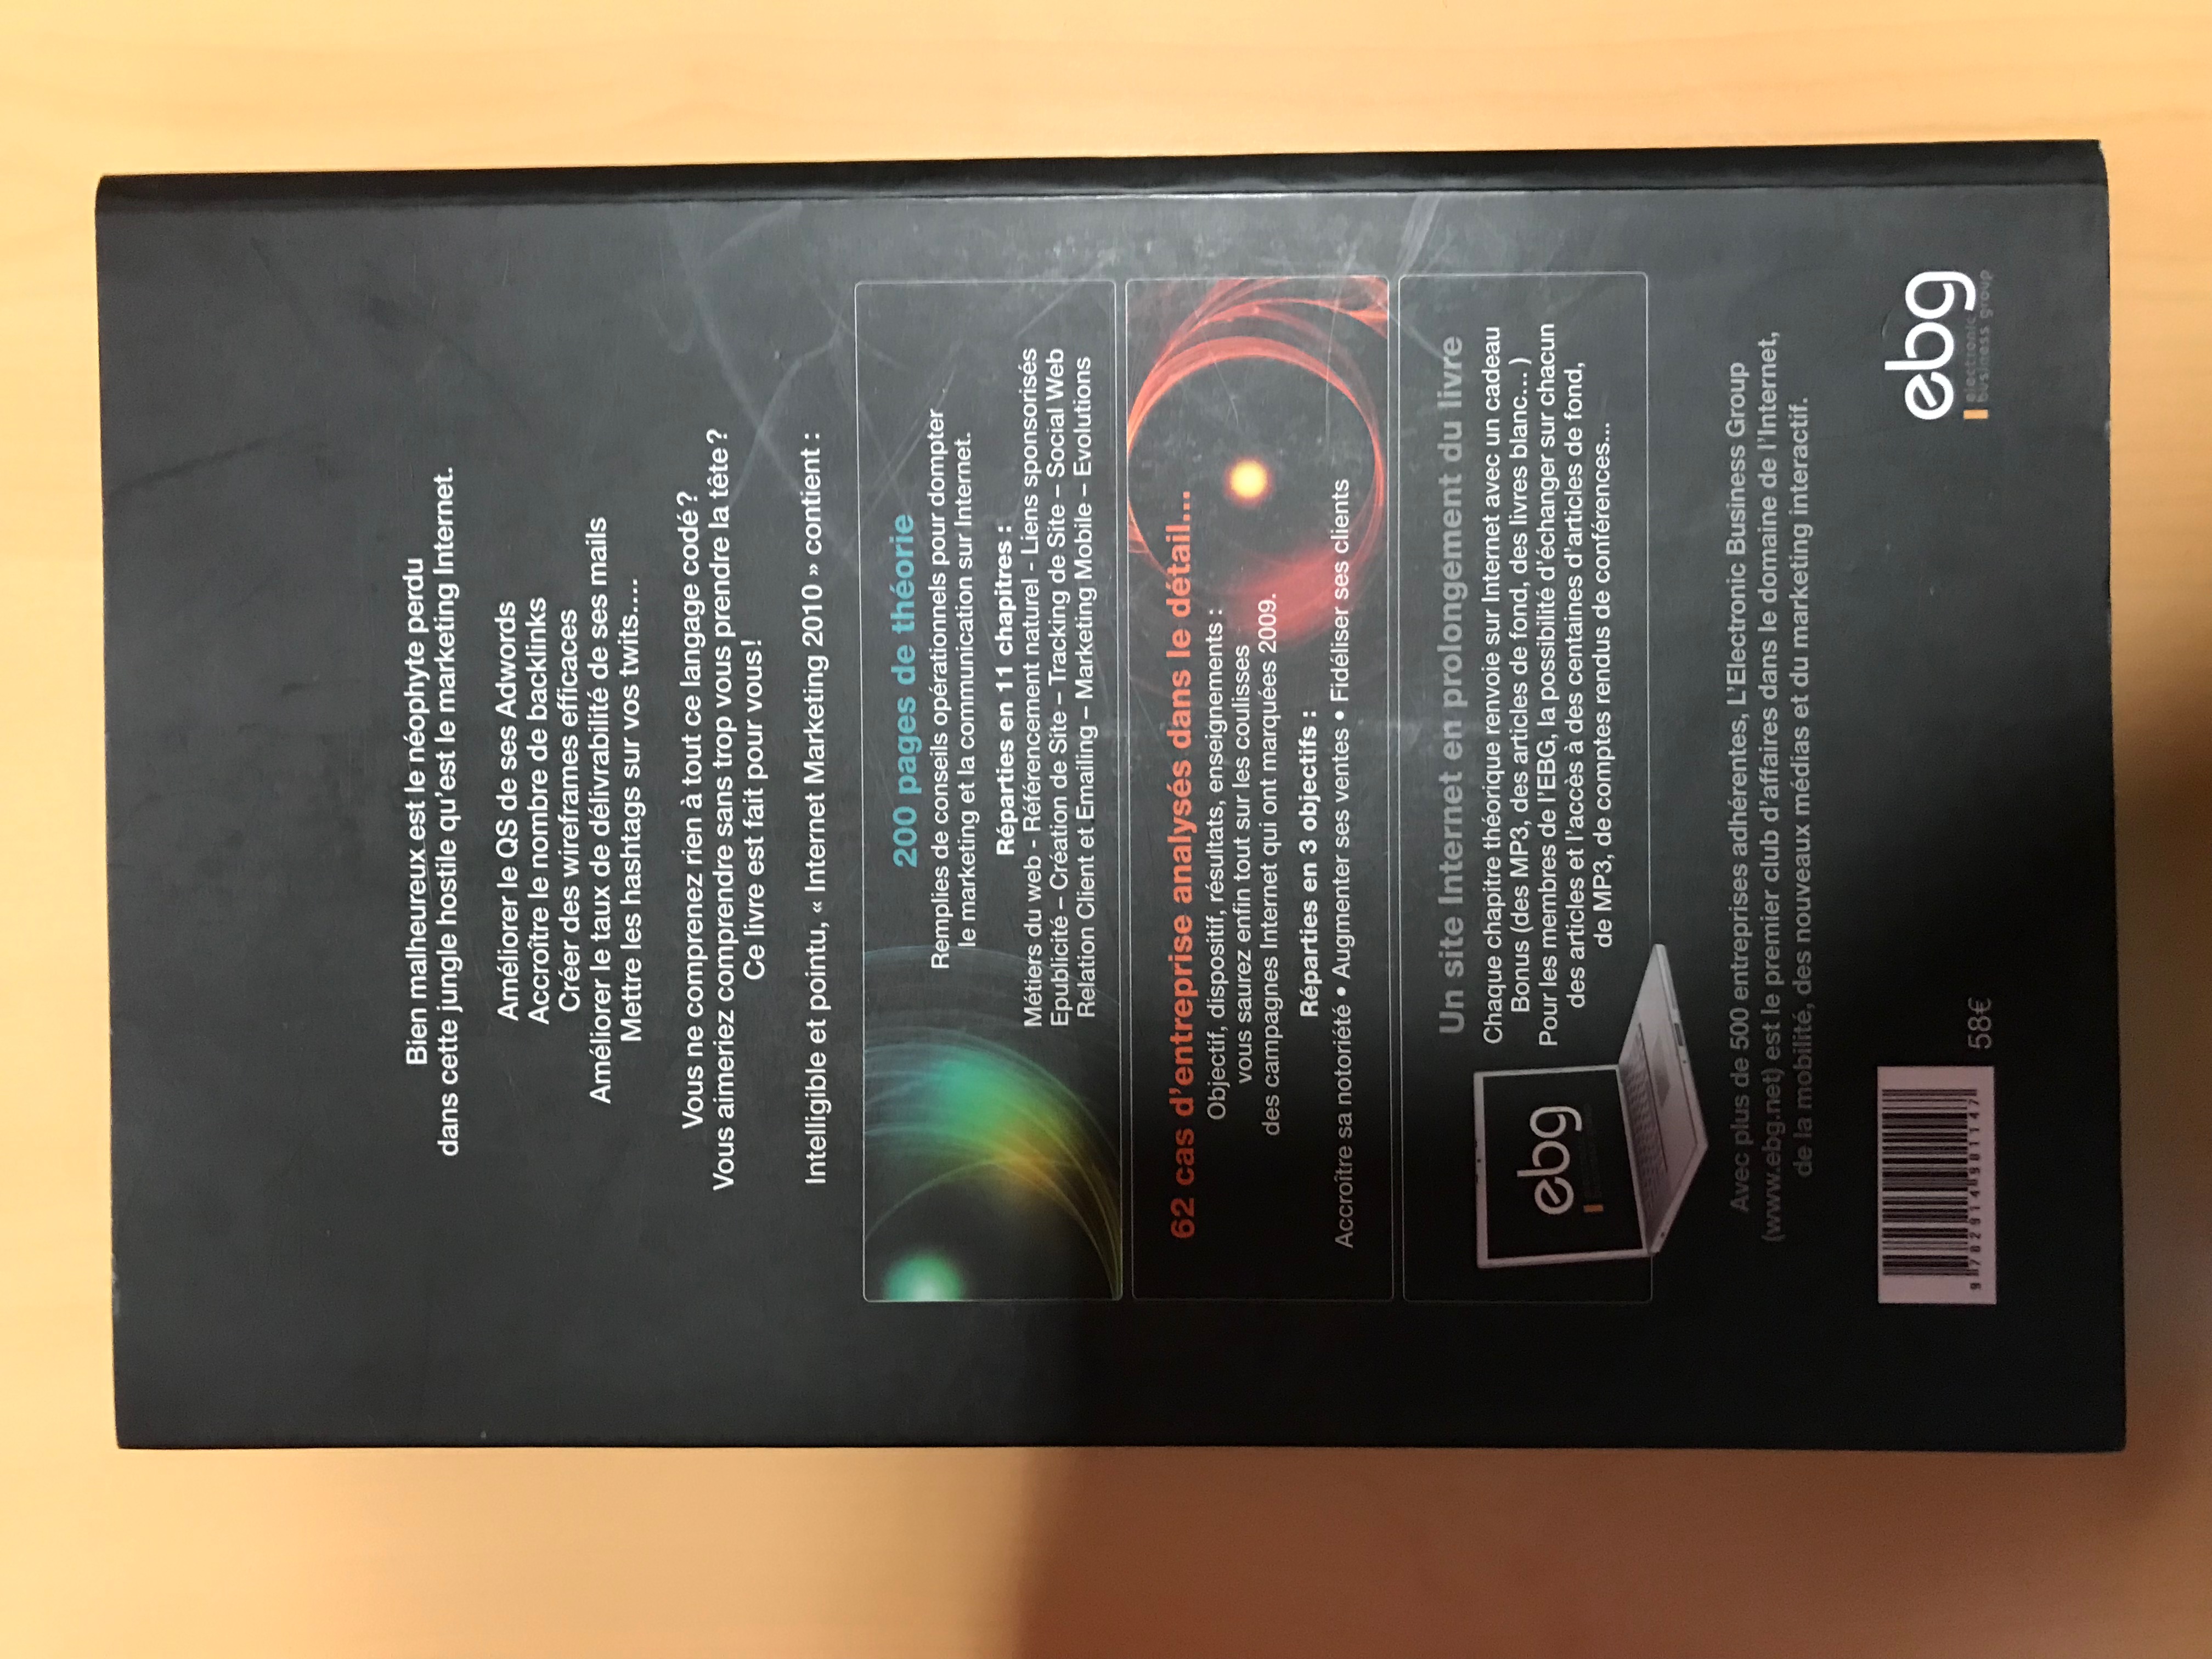 Bien malheureux est le néophyte perdu
dans cette jungle hostile qu'est le marketing Internet.
Améliorer le QS de ses Adwords
Accroître le nombre de backlinks
Créer des wireframes efficaces
Améliorer le taux de délivrabilité de ses mails
Mettre les hashtags sur vos twits....
Vous ne comprenez rien à tout ce langage codé ?
Vous aimeriez comprendre sans trop vous prendre la tête ?
Ce livre est fait pour vous !
Intelligible et pointu, « Internet Marketing 2010 » contient :
200 pages de théorie
Remplies de conseils opérationnels pour dompter
le marketing et la communication sur Internet.
Réparties en 11 chapitres :
Métiers du web - Référencement naturel - Liens sponsorisés
Epublicité – Création de Site – Tracking de Site – Social Web
Relation Client et Emailing – Marketing Mobile – Evolutions
62 cas d'entreprise analysés dans le détail...
Objectif, dispositif, résultats, enseignements :
vous saurez enfin tout sur les coulisses
des campagnes Internet qui ont marquées 2009.
Réparties en 3 objectifs :
Accroître sa notoriété • Augmenter ses ventes • Fidéliser ses clients
Un site Internet en prolongement du livre
Chaque chapitre théorique renvoie sur Internet avec un cadeau
Bonus (des MP3, des articles de fond, des livres blanc... )
Pour les membres de l'EBG, la possibilité d'échanger sur chacun
des articles et l'accès à des centaines d'articles de fond,
de MP3, de comptes rendus de conférences...
ebg
electronic
business group
Avec plus de 500 entreprises adhérentes, L'Electronic Business Group
(www.ebg.net) est le premier club d'affaires dans le domaine de l'Internet,
de la mobilité, des nouveaux médias et du marketing interactif.
9 782914 901147
58€
ebg
electronic
business group